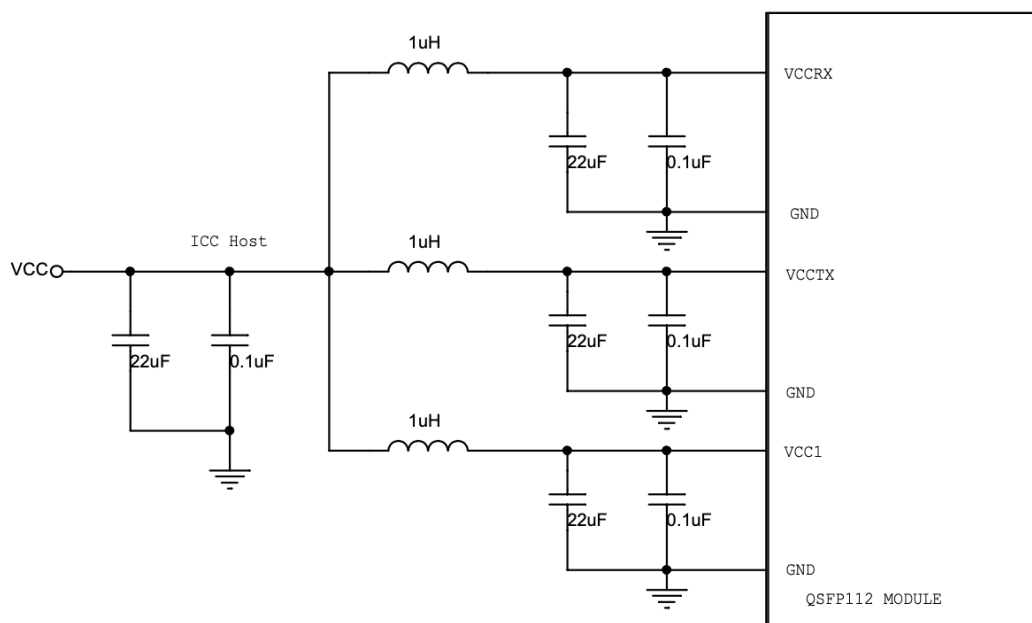 1uH
VCCRX
22uF
0.1uF
GND
ICC Host
1uH
VCC
VCCTX
22uF
0.1uF
22uF
0.1uF
GND
1uH
VCC1
22uF
0.1uF
GND
QSFP112 MODULE